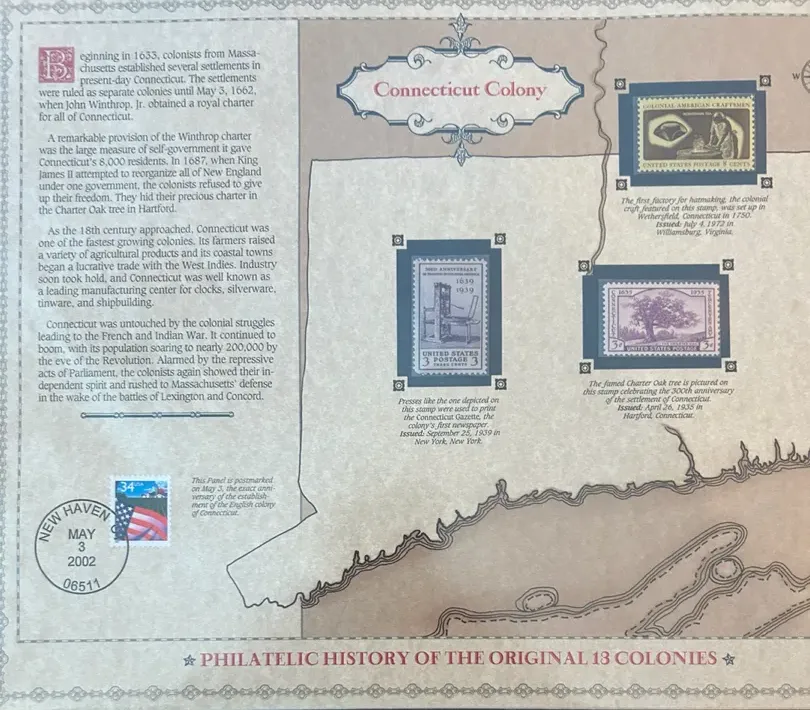 Beginning in 1633, colonists from Massa-
chusetts established several settlements in
present-day Connecticut. The settlements
were ruled as separate colonies until May 3, 1662,
when John Winthrop, Jr. obtained a royal charter
for all of Connecticut.
A remarkable provision of the Winthrop charter
was the large measure of self-government it gave
Connecticut's 8,000 residents. In 1687, when King
James II attempted to reorganize all of New England
under one government, the colonists refused to give
up their freedom. They hid their precious charter in
the Charter Oak tree in Hartford.
As the 18th century approached, Connecticut was
one of the fastest growing colonies. Its farmers raised
a variety of agricultural products and its coastal towns
began a lucrative trade with the West Indies. Industry
soon took hold, and Connecticut was well known as
a leading manufacturing center for clocks, silverware,
tinware, and shipbuilding.
Connecticut was untouched by the colonial struggles
leading to the French and Indian War. It continued to
boom, with its population soaring to nearly 200,000 by
the eve of the Revolution. Alarmed by the repressive
acts of Parliament, the colonists again showed their in-
dependent spirit and rushed to Massachusetts' defense
in the wake of the battles of Lexington and Concord.
34 USA
This Panel is postmarked
on May 3, the exact anni-
versary of the establish-
ment of the English colony
of Connecticut.
NEW HAVEN
MAY
3
2002
06511
Connecticut Colony
W
COLONIAL AMERICAN CRAFTSMEN
UNITED STATES POSTAGE 8 CENTS
The first factory for hatmaking, the colonial
craft featured on this stamp, was set up in
Wethersfield, Connecticut in 1750.
Issued: July 4, 1972 in
Williamsburg, Virginia.
300TH ANNIVERSARY
1639
1939
UNITED STATES
3 POSTAGE 3
THREE CENTS
Presses like the one depicted on
this stamp were used to print
the Connecticut Gazette, the
colony's first newspaper.
Issued: September 25, 1939 in
New York, New York.
1635 1935
3¢ 3¢
UNITED STATES POSTAGE
The famed Charter Oak tree is pictured on
this stamp celebrating the 300th anniversary
of the settlement of Connecticut.
Issued: April 26, 1935 in
Hartford, Connecticut.
PHILATELIC HISTORY OF THE ORIGINAL 13 COLONIES